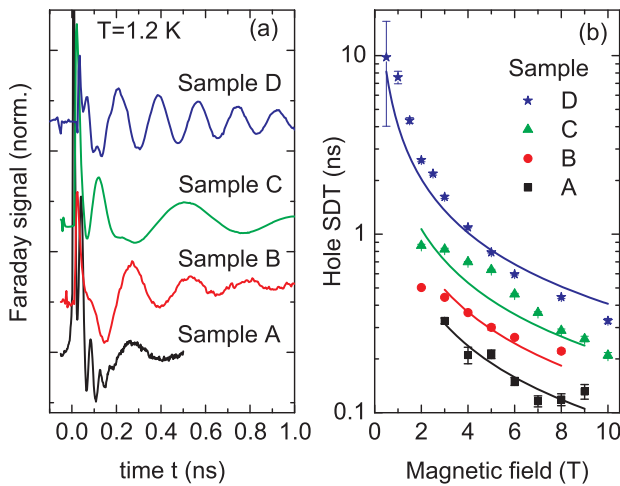 T=1.2 K
(a)
Sample D
Sample C
Sample B
Sample A
Faraday signal (norm.)
0.0 0.2 0.4 0.6 0.8 1.0
time t (ns)
(b)
Sample
D
C
B
A
Hole SDT (ns)
10
1
0.1
0 2 4 6 8 10
Magnetic field (T)